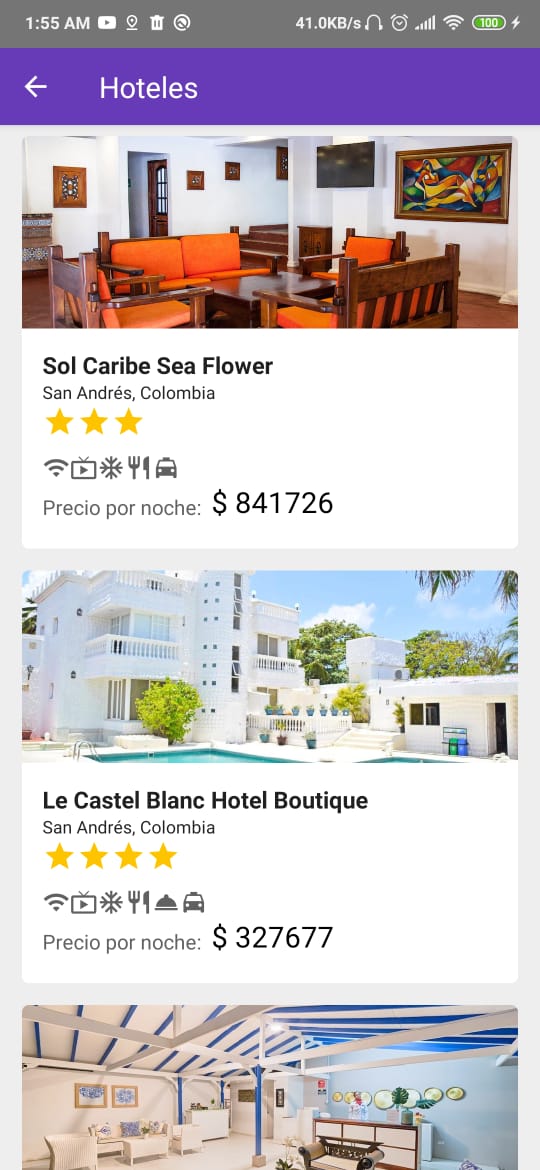 1:55 AM 41.0KB/s 100
Hoteles
Sol Caribe Sea Flower
San Andrés, Colombia
Precio por noche: $ 841726
Le Castel Blanc Hotel Boutique
San Andrés, Colombia
Precio por noche: $ 327677